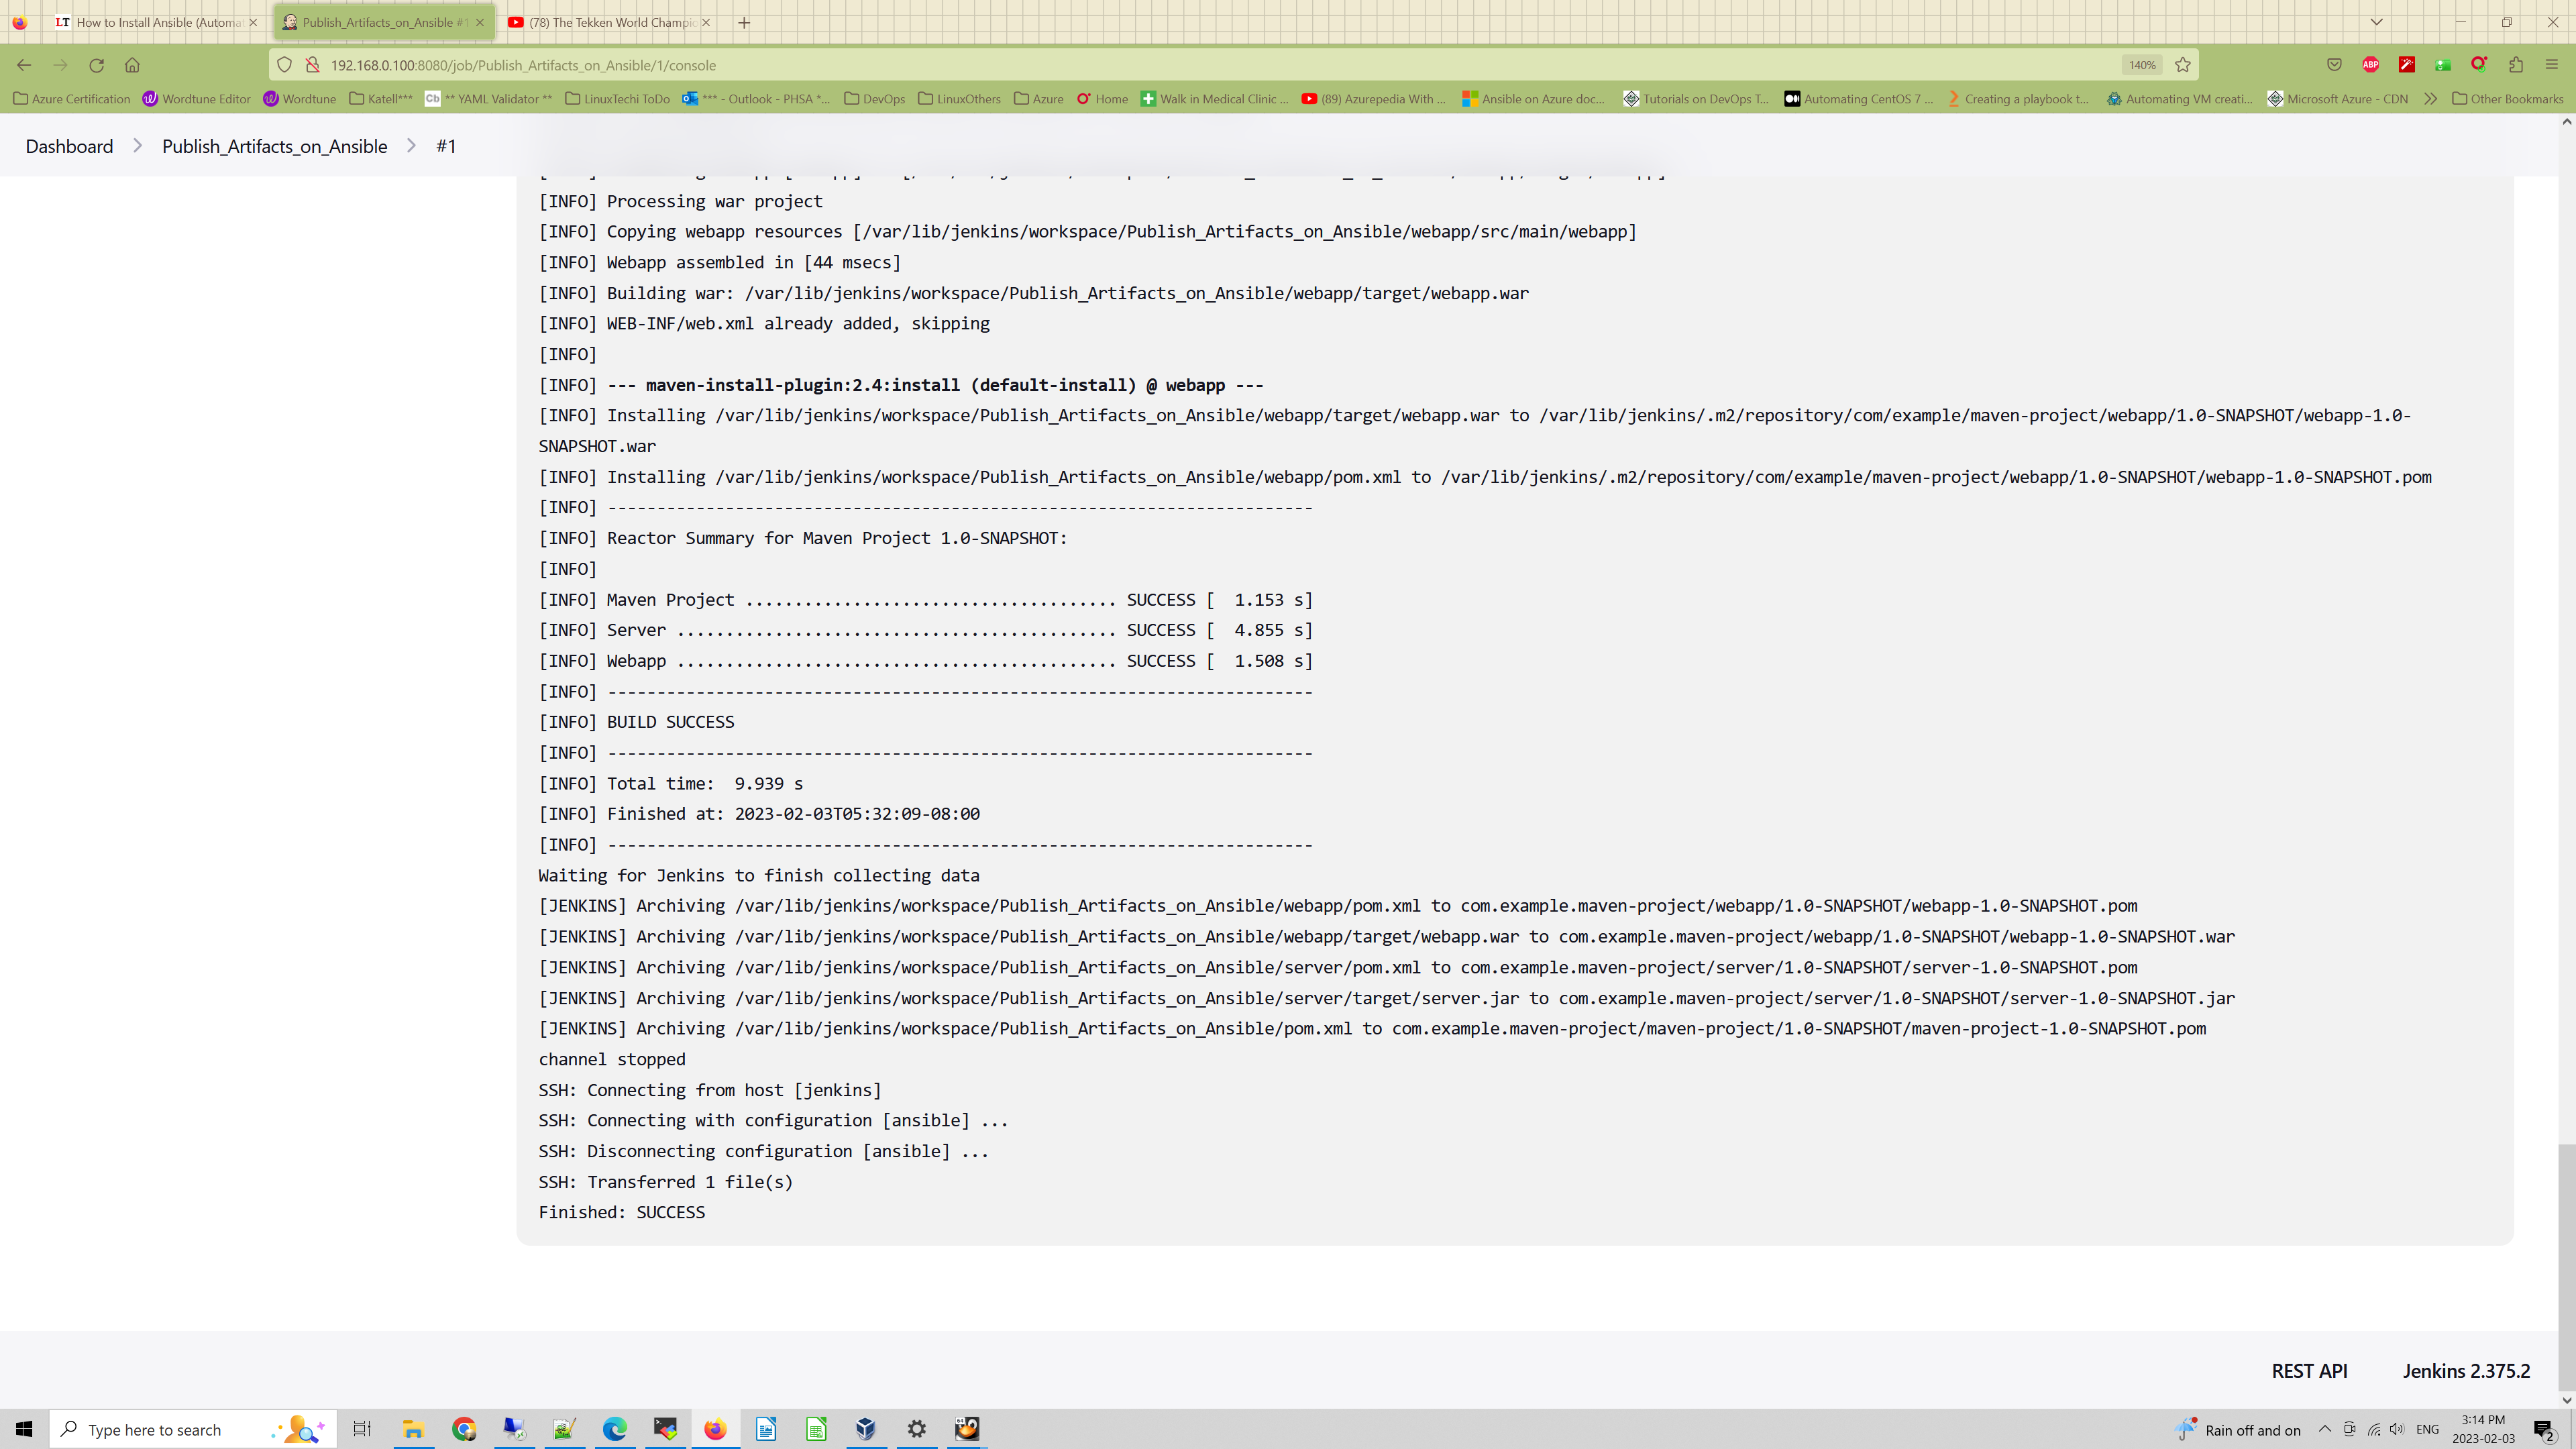 How to Install Ansible (Automat
Publish_Artifacts_on_Ansible #1
(78) The Tekken World Champio
192.168.0.100:8080/job/Publish_Artifacts_on_Ansible/1/console
140%
ABP
Azure Certification
Wordtune Editor
Wordtune
Katell***
Cb ** YAML Validator **
LinuxTechi ToDo
*** - Outlook - PHSA *...
DevOps
LinuxOthers
Azure
Home
Walk in Medical Clinic ...
(89) Azurepedia With ...
Ansible on Azure doc...
Tutorials on DevOps T...
Automating CentOS 7 ...
Creating a playbook t...
Automating VM creati...
Microsoft Azure - CDN
Other Bookmarks
Dashboard > Publish_Artifacts_on_Ansible > #1
[INFO] Processing war project
[INFO] Copying webapp resources [/var/lib/jenkins/workspace/Publish_Artifacts_on_Ansible/webapp/src/main/webapp]
[INFO] Webapp assembled in [44 msecs]
[INFO] Building war: /var/lib/jenkins/workspace/Publish_Artifacts_on_Ansible/webapp/target/webapp.war
[INFO] WEB-INF/web.xml already added, skipping
[INFO]
[INFO] --- maven-install-plugin:2.4:install (default-install) @ webapp ---
[INFO] Installing /var/lib/jenkins/workspace/Publish_Artifacts_on_Ansible/webapp/target/webapp.war to /var/lib/jenkins/.m2/repository/com/example/maven-project/webapp/1.0-SNAPSHOT/webapp-1.0-
SNAPSHOT.war
[INFO] Installing /var/lib/jenkins/workspace/Publish_Artifacts_on_Ansible/webapp/pom.xml to /var/lib/jenkins/.m2/repository/com/example/maven-project/webapp/1.0-SNAPSHOT/webapp-1.0-SNAPSHOT.pom
[INFO] ------------------------------------------------------------------------
[INFO] Reactor Summary for Maven Project 1.0-SNAPSHOT:
[INFO]
[INFO] Maven Project ...................................... SUCCESS [  1.153 s]
[INFO] Server ............................................. SUCCESS [  4.855 s]
[INFO] Webapp ............................................. SUCCESS [  1.508 s]
[INFO] ------------------------------------------------------------------------
[INFO] BUILD SUCCESS
[INFO] ------------------------------------------------------------------------
[INFO] Total time:  9.939 s
[INFO] Finished at: 2023-02-03T05:32:09-08:00
[INFO] ------------------------------------------------------------------------
Waiting for Jenkins to finish collecting data
[JENKINS] Archiving /var/lib/jenkins/workspace/Publish_Artifacts_on_Ansible/webapp/pom.xml to com.example.maven-project/webapp/1.0-SNAPSHOT/webapp-1.0-SNAPSHOT.pom
[JENKINS] Archiving /var/lib/jenkins/workspace/Publish_Artifacts_on_Ansible/webapp/target/webapp.war to com.example.maven-project/webapp/1.0-SNAPSHOT/webapp-1.0-SNAPSHOT.war
[JENKINS] Archiving /var/lib/jenkins/workspace/Publish_Artifacts_on_Ansible/server/pom.xml to com.example.maven-project/server/1.0-SNAPSHOT/server-1.0-SNAPSHOT.pom
[JENKINS] Archiving /var/lib/jenkins/workspace/Publish_Artifacts_on_Ansible/server/target/server.jar to com.example.maven-project/server/1.0-SNAPSHOT/server-1.0-SNAPSHOT.jar
[JENKINS] Archiving /var/lib/jenkins/workspace/Publish_Artifacts_on_Ansible/pom.xml to com.example.maven-project/maven-project/1.0-SNAPSHOT/maven-project-1.0-SNAPSHOT.pom
channel stopped
SSH: Connecting from host [jenkins]
SSH: Connecting with configuration [ansible] ...
SSH: Disconnecting configuration [ansible] ...
SSH: Transferred 1 file(s)
Finished: SUCCESS
REST API
Jenkins 2.375.2
Type here to search
Rain off and on
ENG
3:14 PM
2023-02-03
2